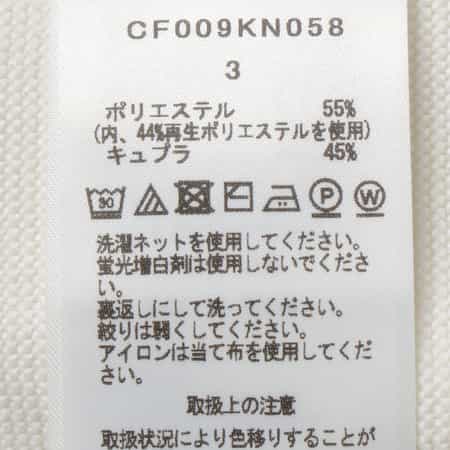 CF009KN058
3
ポリエステル 55%
(内、44%再生ポリエステルを使用)
キュプラ 45%
30 P W
洗濯ネットを使用してください。
蛍光増白剤は使用しないでくださ
い。
裏返しにして洗ってください。
絞りは弱くしてください。
アイロンは当て布を使用してくだ
さい。
取扱上の注意
取扱状況により色移りすることが